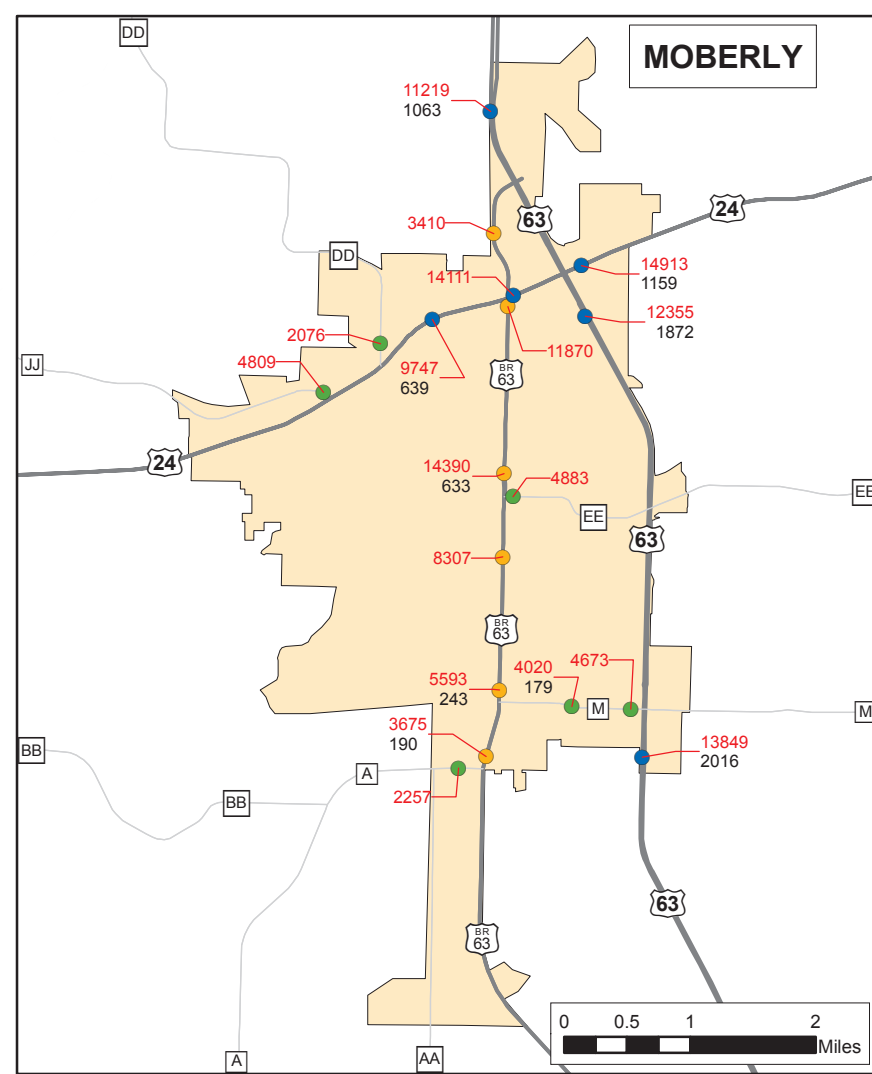 DD
MOBERLY
11219
1063
63
24
3410
DD
14111
14913
1159
12355
1872
2076
11870
4809
JJ
9747
639
BR
63
24
14390
633
4883
EE
EE
63
8307
BR
63
5593
243
4020
179
4673
M
M
3675
190
BB
13849
2016
A
2257
BB
63
BR
63
0 0.5 1 2
Miles
A
AA